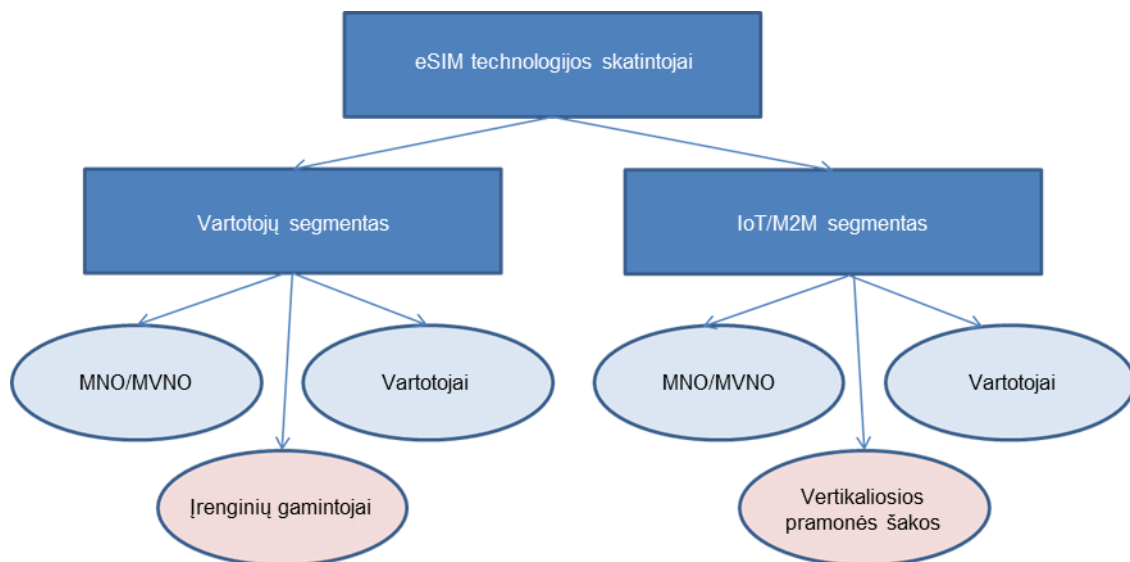 eSIM technologijos skatintojai
Vartotojų segmentas
IoT/M2M segmentas
MNO/MVNO
Vartotojai
MNO/MVNO
Vartotojai
Įrenginių gamintojai
Vertikaliosios
pramonės šakos